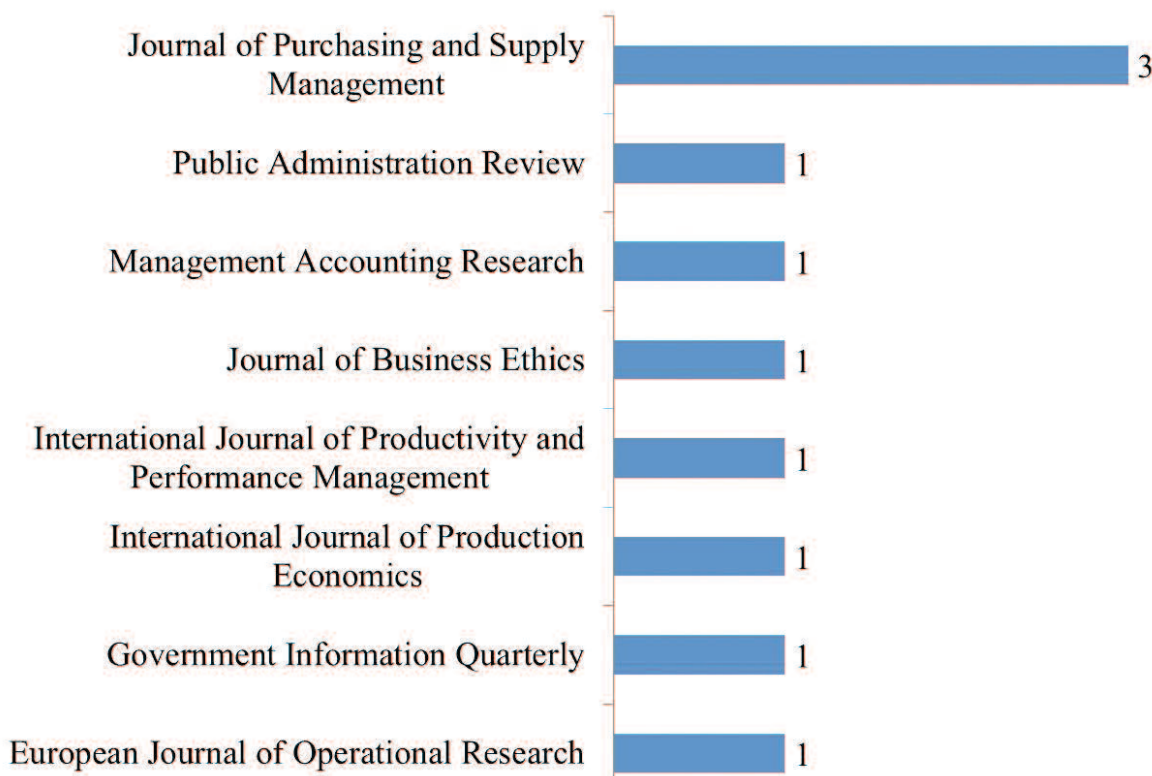 Journal of Purchasing and Supply
Management
3
Public Administration Review
1
Management Accounting Research
1
Journal of Business Ethics
1
International Journal of Productivity and
Performance Management
1
International Journal of Production
Economics
1
Government Information Quarterly
1
European Journal of Operational Research
1